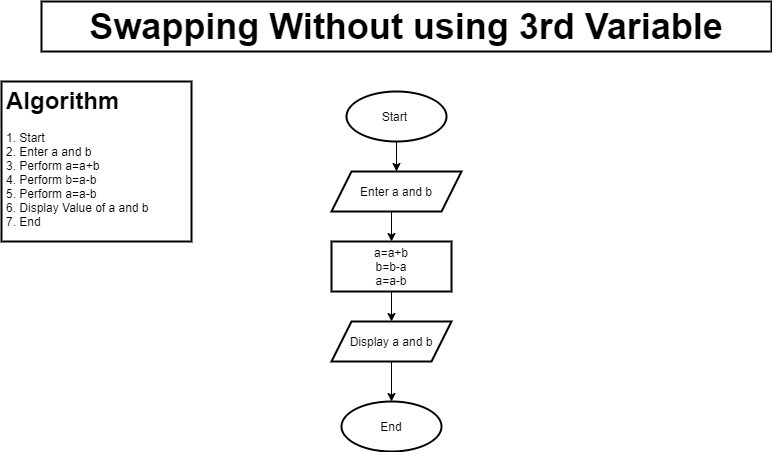 Swapping Without using 3rd Variable
Algorithm
1. Start
2. Enter a and b
3. Perform a=a+b
4. Perform b=a-b
5. Perform a=a-b
6. Display Value of a and b
7. End
Start
Enter a and b
a=a+b
b=b-a
a=a-b
Display a and b
End